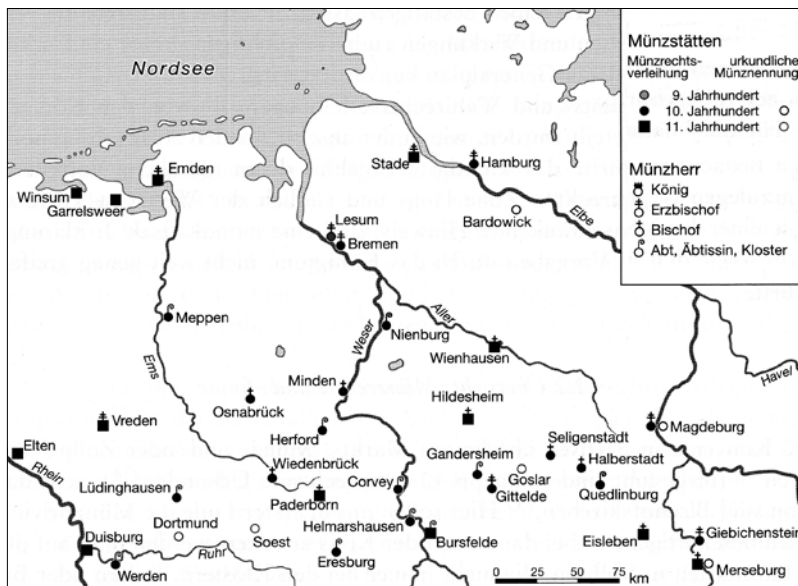 Nordsee
Münzstätten
Münzrechts- urkundliche
verleihung Münznennung
9. Jahrhundert
10. Jahrhundert
11. Jahrhundert
Münzherr
König
Erzbischof
Bischof
Abt, Äbtissin, Kloster
Emden
Winsum
Garrelsweer
Stade
Hamburg
Bardowick
Elbe
Lesum
Bremen
Meppen
Ems
Weser
Aller
Nienburg
Wienhausen
Havel
Minden
Osnabrück
Hildesheim
Vreden
Herford
Magdeburg
Elten
Rhein
Wiedenbrück
Gandersheim
Seligenstadt
Halberstadt
Lüdinghausen
Paderborn
Corvey
Goslar
Gittelde
Quedlinburg
Dortmund
Soest
Helmarshausen
Duisburg
Ruhr
Bursfelde
Eisleben
Giebichenstein
Werden
Eresburg
Merseburg
0 25 50 75
km